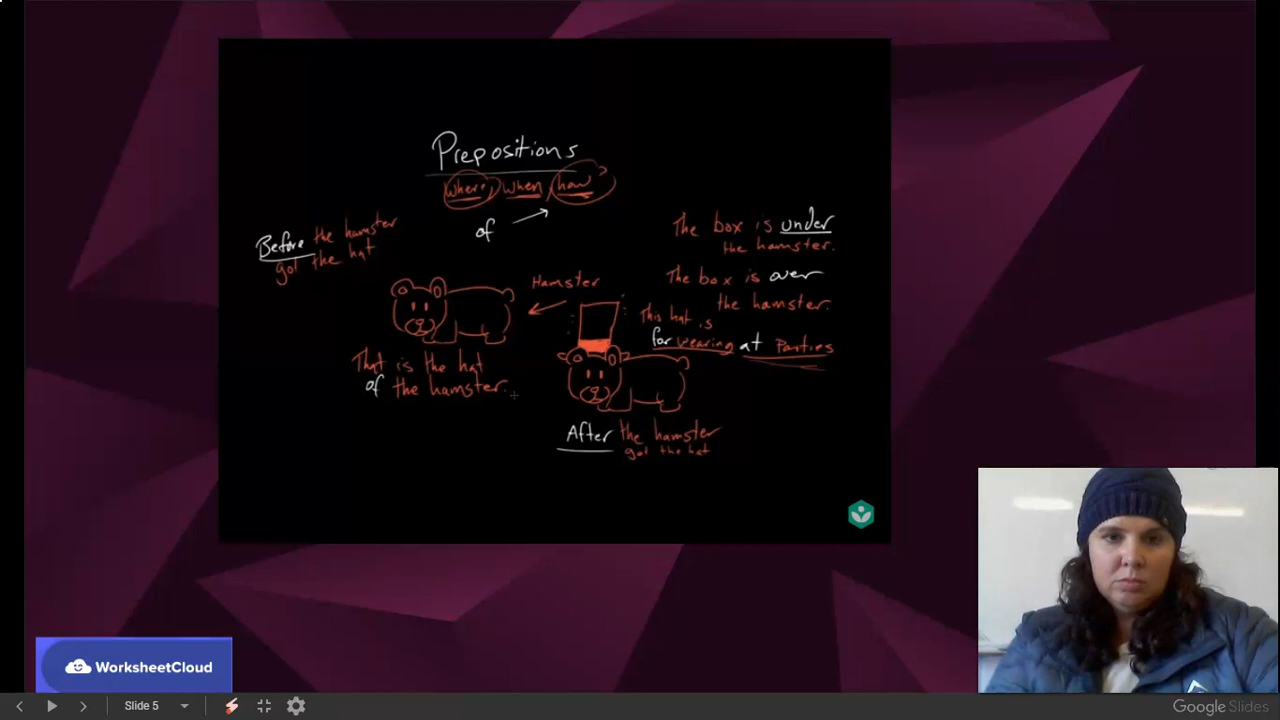 Prepositions
where, when, how?
of
Before the hamster
got the hat
Hamster
The box is under
the hamster.
The box is over
the hamster.
This hat is
for wearing at Parties
That is the hat
of the hamster.
After the hamster
got the hat
WorksheetCloud
Slide 5
Google Slides